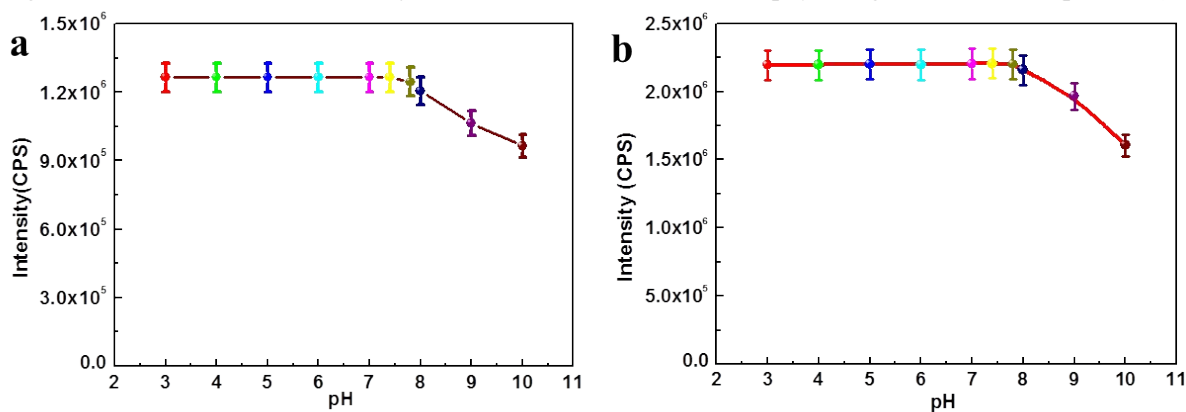 a
1.5x10⁶
1.2x10⁶
9.0x10⁵
6.0x10⁵
3.0x10⁵
0.0
Intensity(CPS)
2 3 4 5 6 7 8 9 10 11
pH
b
2.5x10⁶
2.0x10⁶
1.5x10⁶
1.0x10⁶
5.0x10⁵
0.0
Intensity (CPS)
2 3 4 5 6 7 8 9 10 11
pH